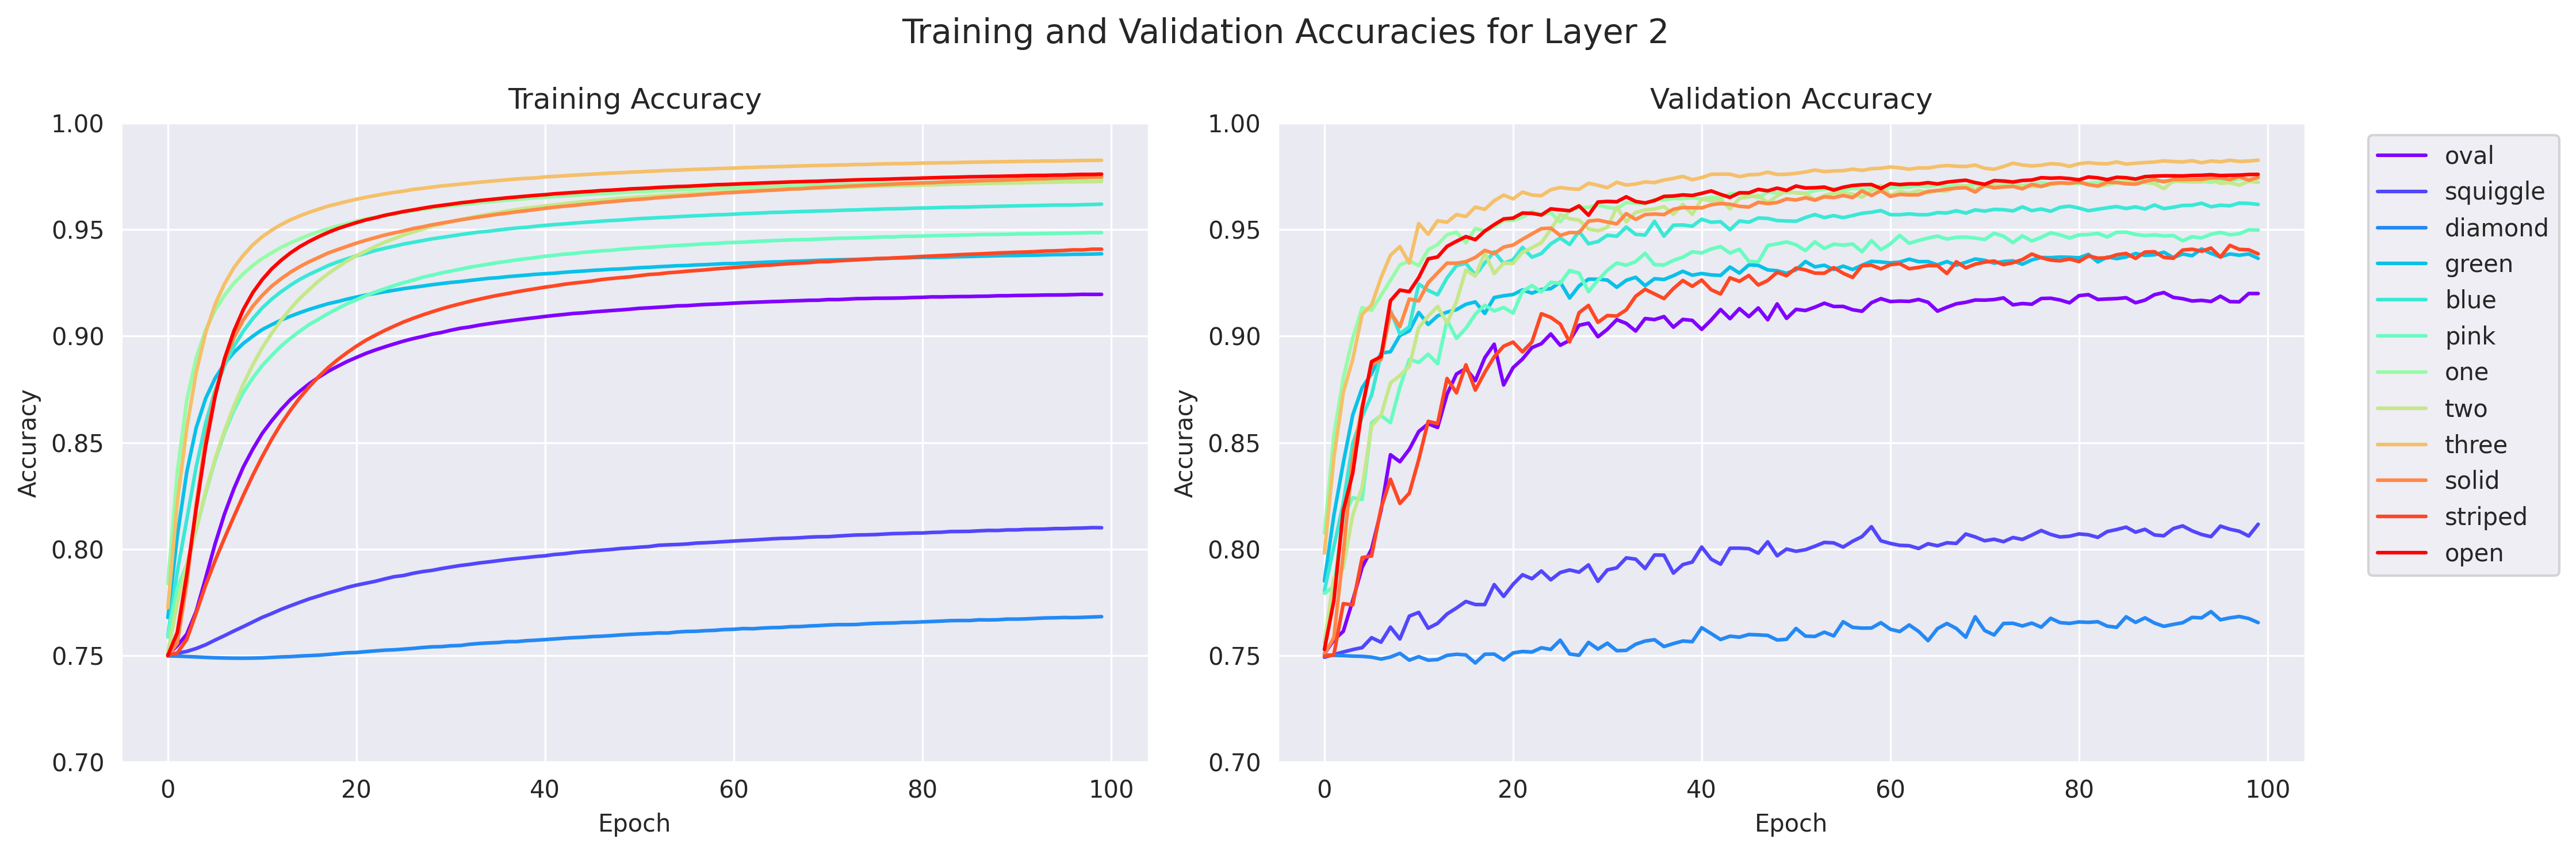 Training and Validation Accuracies for Layer 2
Training Accuracy
1.00
0.95
0.90
0.85
0.80
0.75
0.70
Accuracy
0 20 40 60 80 100
Epoch
Validation Accuracy
1.00
0.95
0.90
0.85
0.80
0.75
0.70
Accuracy
0 20 40 60 80 100
Epoch
oval
squiggle
diamond
green
blue
pink
one
two
three
solid
striped
open